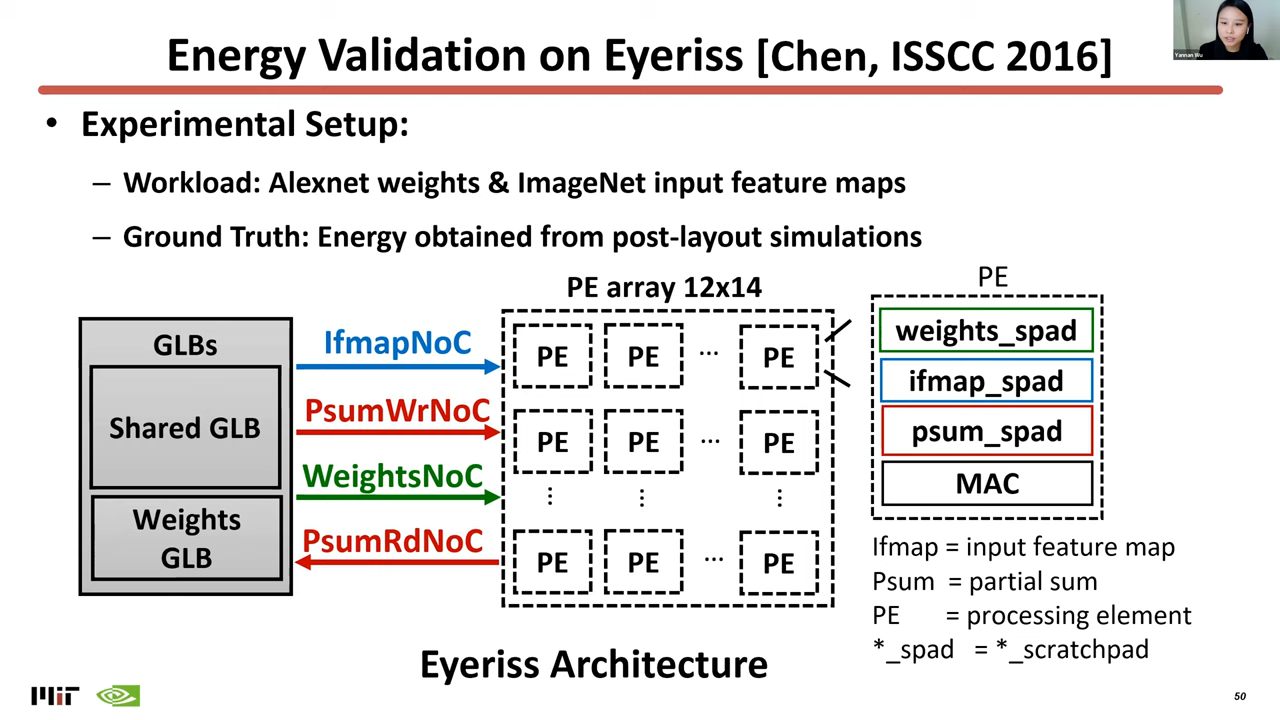 Energy Validation on Eyeriss [Chen, ISSCC 2016]
Yannan Wu
• Experimental Setup:
– Workload: Alexnet weights & ImageNet input feature maps
– Ground Truth: Energy obtained from post-layout simulations
GLBs
Shared GLB
Weights
GLB
IfmapNoC
PsumWrNoC
WeightsNoC
PsumRdNoC
PE array 12x14
PE PE ... PE
PE PE ... PE
PE PE ... PE
PE
weights_spad
ifmap_spad
psum_spad
MAC
Ifmap = input feature map
Psum = partial sum
PE = processing element
*_spad = *_scratchpad
Eyeriss Architecture
MIT
50